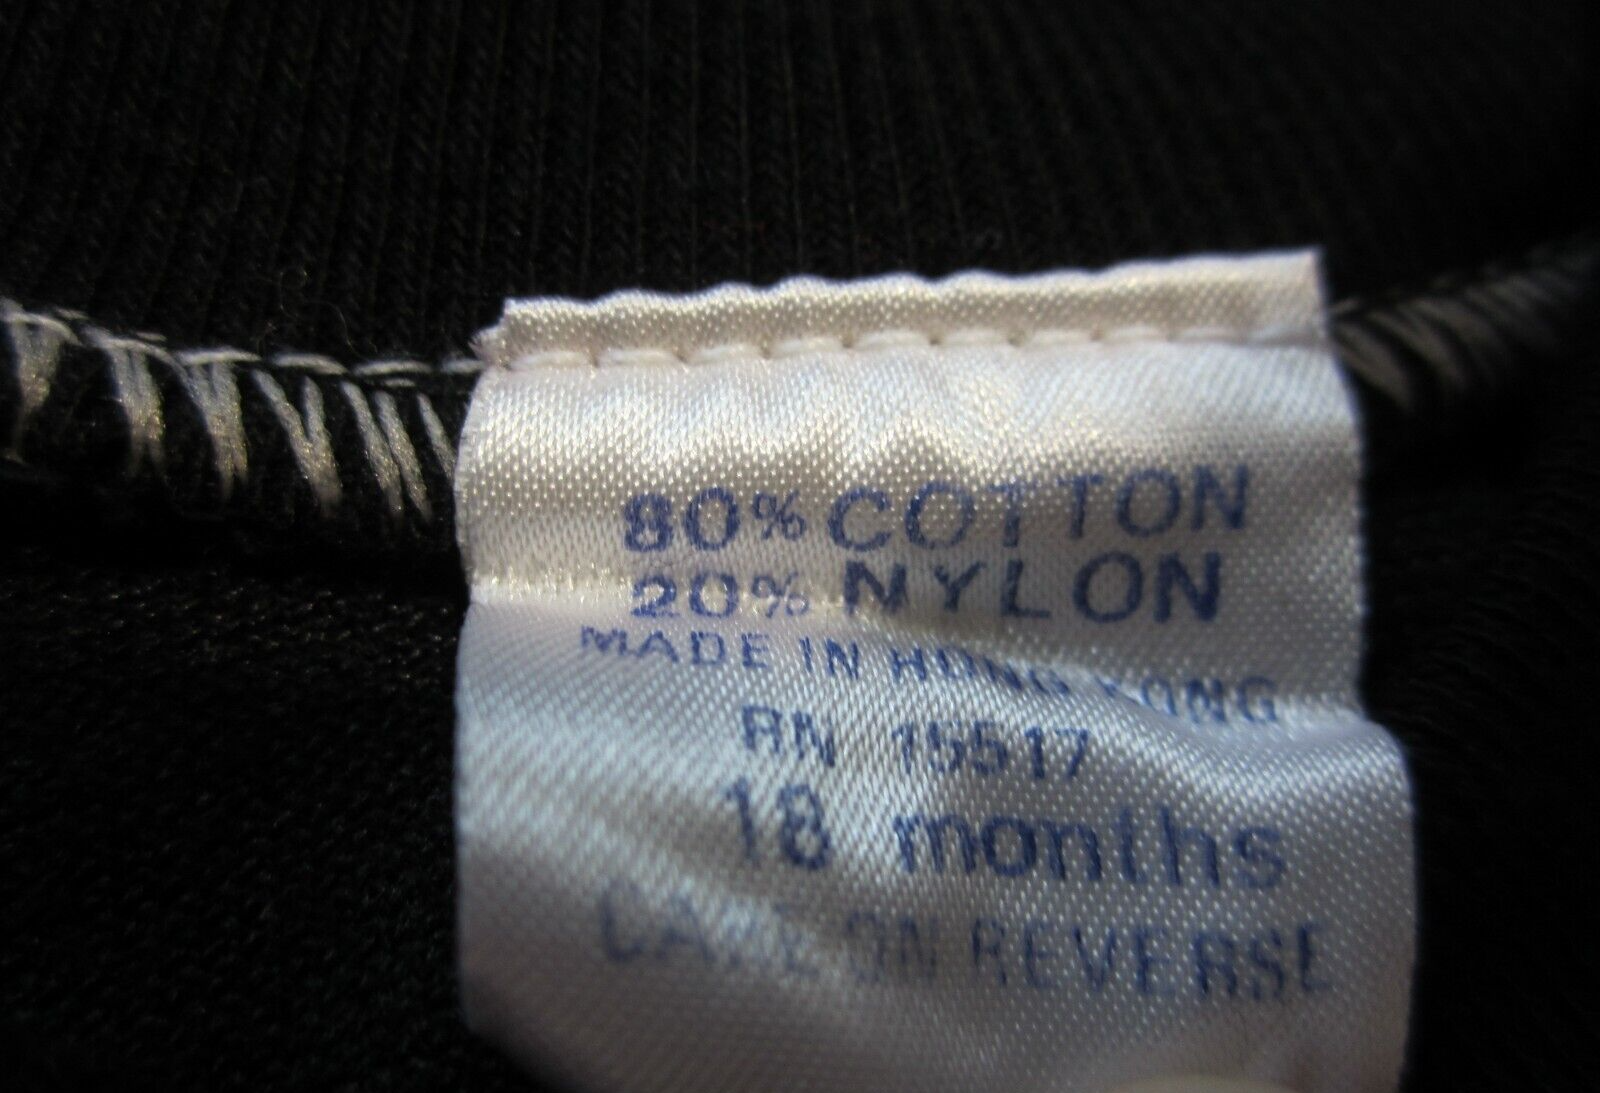 80% COTTON
20% NYLON
MADE IN HONG KONG
RN 15517
18 months
CARE ON REVERSE